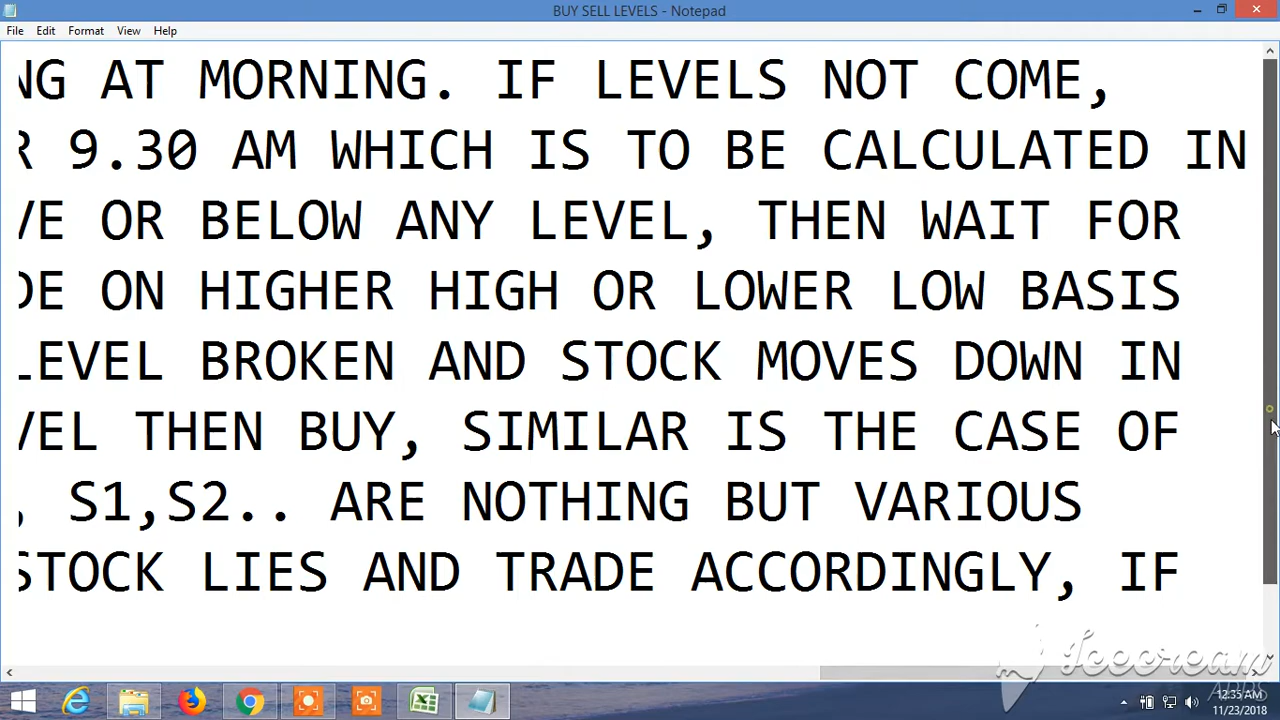 BUY SELL LEVELS - Notepad
File Edit Format View Help
NG AT MORNING. IF LEVELS NOT COME,
R 9.30 AM WHICH IS TO BE CALCULATED IN
VE OR BELOW ANY LEVEL, THEN WAIT FOR
DE ON HIGHER HIGH OR LOWER LOW BASIS
LEVEL BROKEN AND STOCK MOVES DOWN IN
VEL THEN BUY, SIMILAR IS THE CASE OF
, S1,S2.. ARE NOTHING BUT VARIOUS
STOCK LIES AND TRADE ACCORDINGLY, IF
Icecream
APPS
12:35 AM
11/23/2018